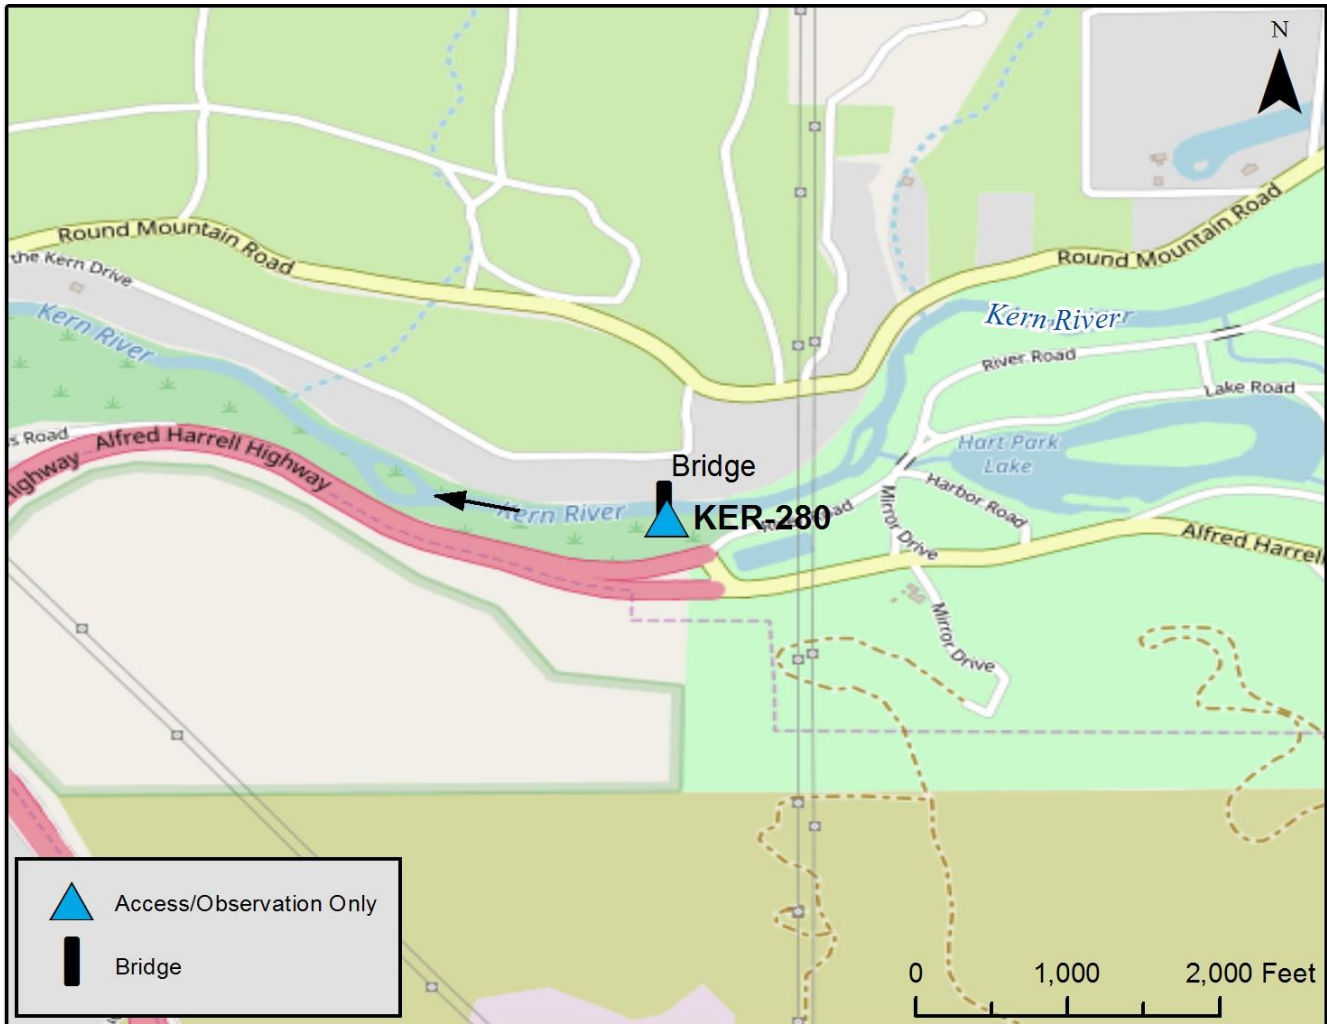 N
Round Mountain Road
Round Mountain Road
the Kern Drive
Kern River
Kern River
River Road
Lake Road
Hart Park
Lake
s Road
Alfred Harrell Highway
Highway
Bridge
Kern River
KER-280
Road
Harbor Road
Mirror Drive
Alfred Harrell
Mirror Drive
Access/Observation Only
Bridge
0 1,000 2,000 Feet